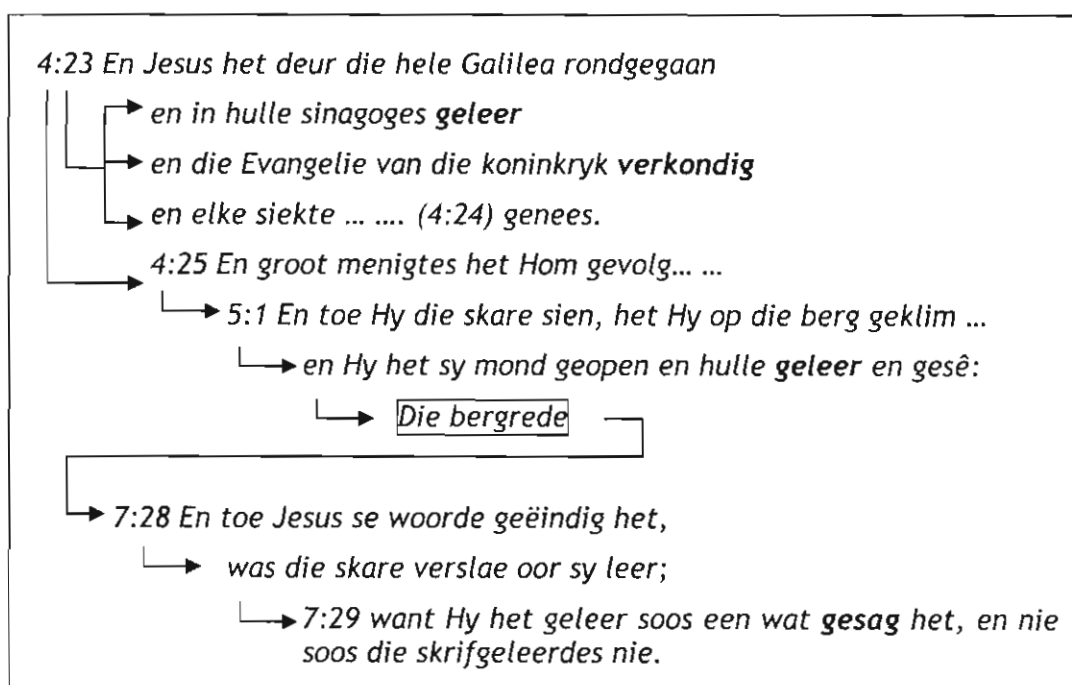 4:23 En Jesus het deur die hele Galilea rondgegaan
en in hulle sinagoges geleer
en die Evangelie van die koninkryk verkondig
en elke siekte ... .... (4:24) genees.
4:25 En groot menigtes het Hom gevolg... ...
5:1 En toe Hy die skare sien, het Hy op die berg geklim ...
en Hy het sy mond geopen en hulle geleer en gesê:
Die bergrede
7:28 En toe Jesus se woorde geëindig het,
was die skare verslae oor sy leer;
7:29 want Hy het geleer soos een wat gesag het, en nie
soos die skrifgeleerdes nie.